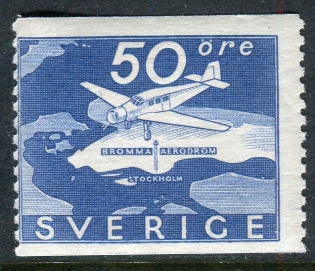 50 öre
BROMMA AERODROM
STOCKHOLM
SVERIGE